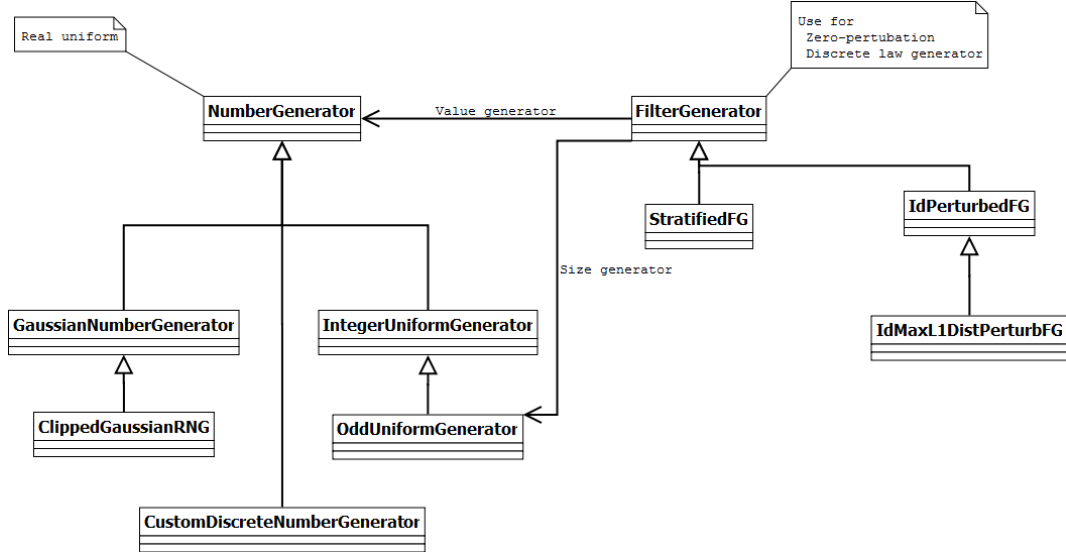 Real uniform
Use for
Zero-pertubation
Discrete law generator
NumberGenerator
Value generator
FilterGenerator
StratifiedFG
IdPerturbedFG
Size generator
GaussianNumberGenerator
IntegerUniformGenerator
IdMaxL1DistPerturbFG
ClippedGaussianRNG
OddUniformGenerator
CustomDiscreteNumberGenerator